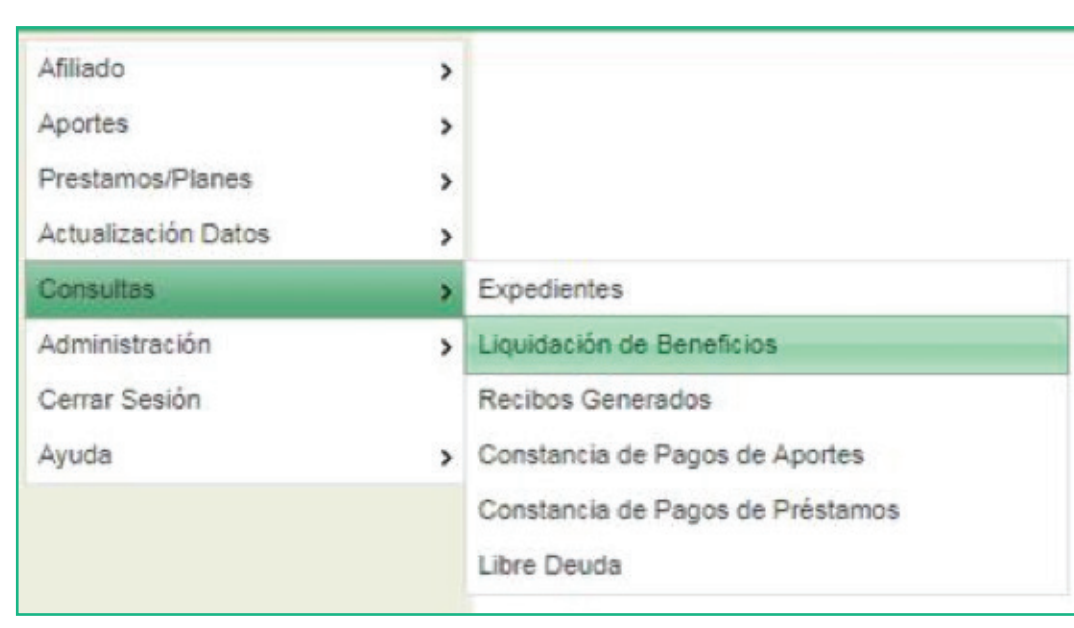 Afiliado
Aportes
Prestamos/Planes
Actualización Datos
Consultas
Administración
Cerrar Sesión
Ayuda
Expedientes
Liquidación de Beneficios
Recibos Generados
Constancia de Pagos de Aportes
Constancia de Pagos de Préstamos
Libre Deuda